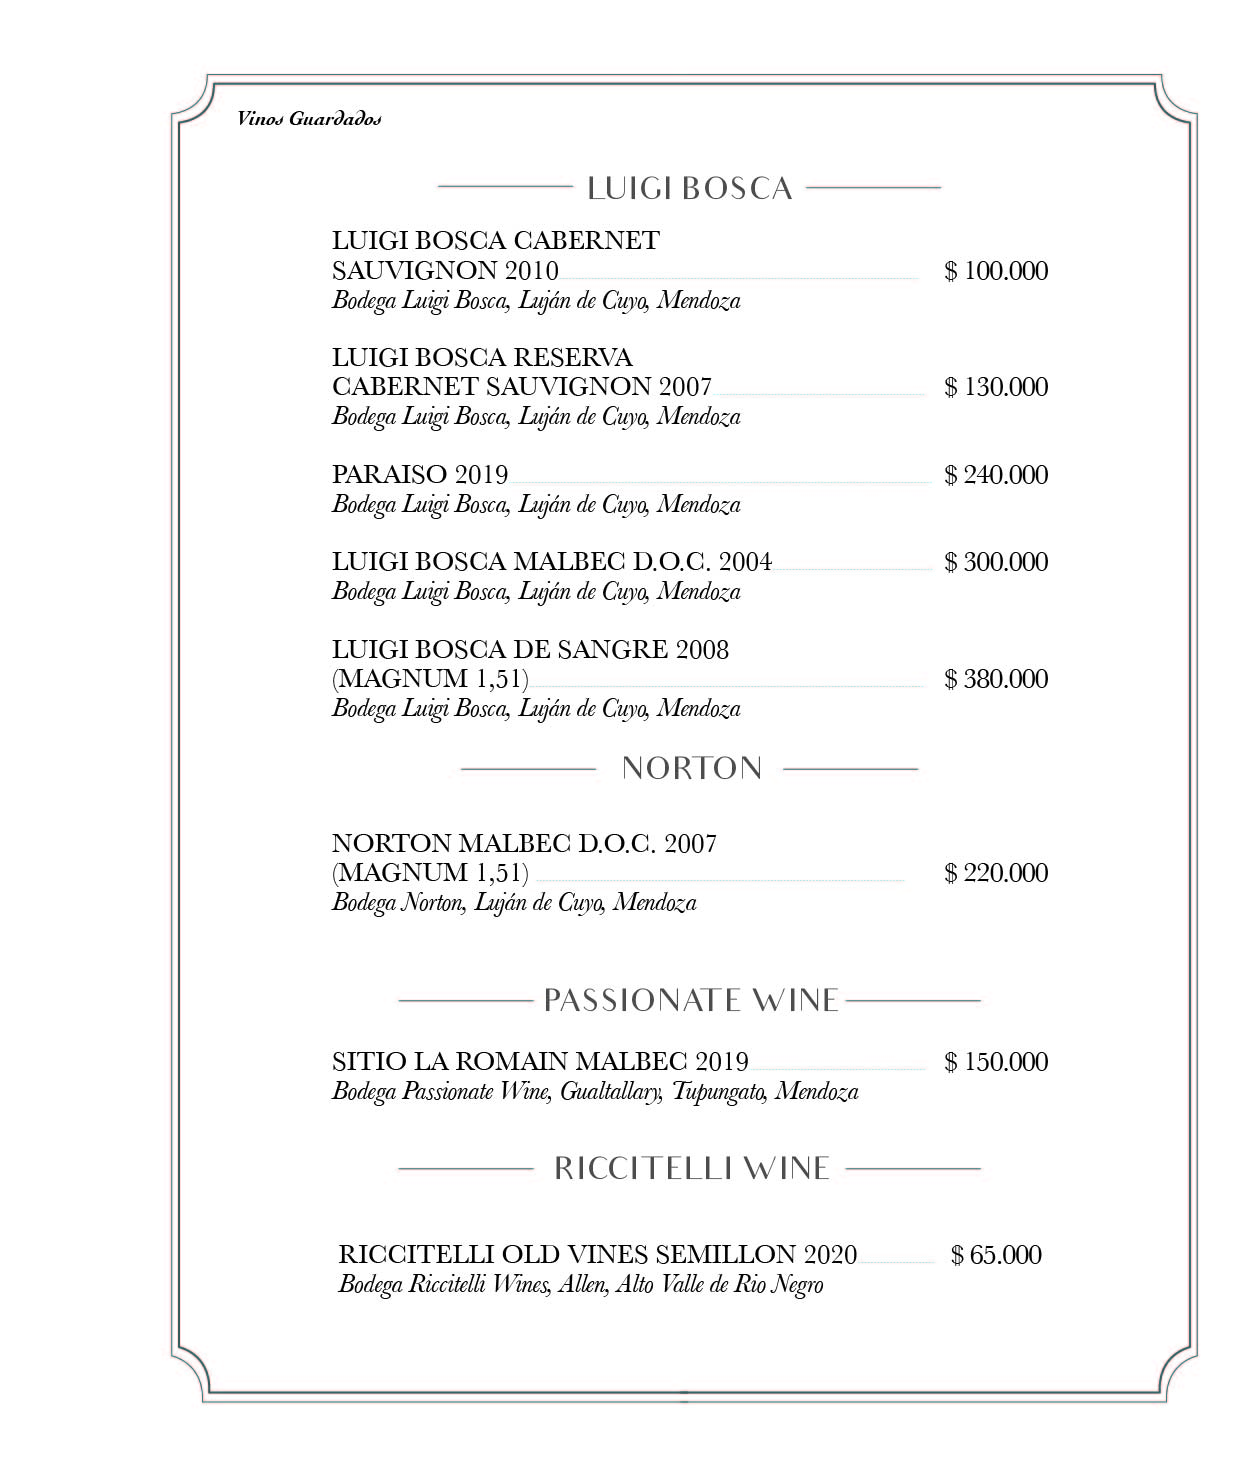 Vinos Guardados
LUIGI BOSCA
LUIGI BOSCA CABERNET
SAUVIGNON 2010 $ 100.000
Bodega Luigi Bosca, Luján de Cuyo, Mendoza
LUIGI BOSCA RESERVA
CABERNET SAUVIGNON 2007 $ 130.000
Bodega Luigi Bosca, Luján de Cuyo, Mendoza
PARAISO 2019 $ 240.000
Bodega Luigi Bosca, Luján de Cuyo, Mendoza
LUIGI BOSCA MALBEC D.O.C. 2004 $ 300.000
Bodega Luigi Bosca, Luján de Cuyo, Mendoza
LUIGI BOSCA DE SANGRE 2008
(MAGNUM 1,51) $ 380.000
Bodega Luigi Bosca, Luján de Cuyo, Mendoza
NORTON
NORTON MALBEC D.O.C. 2007
(MAGNUM 1,51) $ 220.000
Bodega Norton, Luján de Cuyo, Mendoza
PASSIONATE WINE
SITIO LA ROMAIN MALBEC 2019 $ 150.000
Bodega Passionate Wine, Gualtallary, Tupungato, Mendoza
RICCITELLI WINE
RICCITELLI OLD VINES SEMILLON 2020 $ 65.000
Bodega Riccitelli Wines, Allen, Alto Valle de Rio Negro